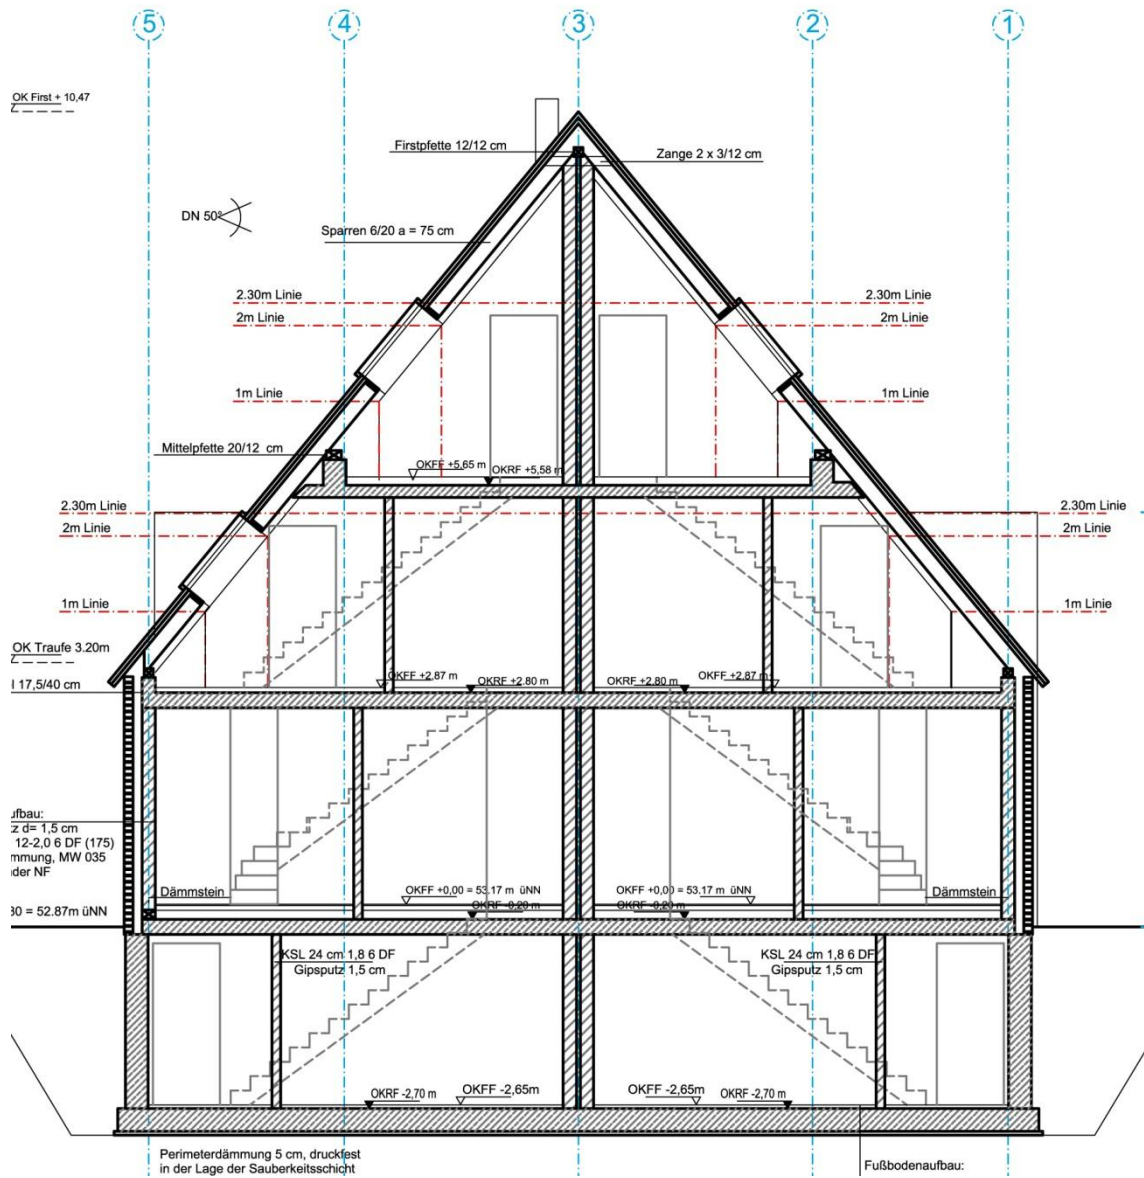 5 4 3 2 1
OK First + 10,47
Firstpfette 12/12 cm
Zange 2 x 3/12 cm
DN 50°
Sparren 6/20 a = 75 cm
2.30m Linie
2.30m Linie
2m Linie
2m Linie
1m Linie
1m Linie
Mittelpfette 20/12 cm
OKFF +5,65 m
OKRF +5,58 m
2.30m Linie
2.30m Linie
2m Linie
2m Linie
1m Linie
1m Linie
OK Traufe 3.20m
l 17,5/40 cm
OKFF +2,87 m
OKRF +2.80 m
OKRF +2.80 m
OKFF +2,87 m
ufbau:
z d= 1,5 cm
12-2,0 6 DF (175)
mmung, MW 035
der NF
Dämmstein
OKFF +0,00 = 53.17 m üNN
OKFF +0,00 = 53.17 m üNN
Dämmstein
30 = 52.87m üNN
OKRF -0,20 m
OKRF -0,20 m
KSL 24 cm 1,8 6 DF
Gipsputz 1,5 cm
KSL 24 cm 1,8 6 DF
Gipsputz 1,5 cm
OKRF -2,70 m
OKFF -2,65m
OKFF -2,65m
OKRF -2,70 m
Perimeterdämmung 5 cm, druckfest
in der Lage der Sauberkeitsschicht
Fußbodenaufbau: